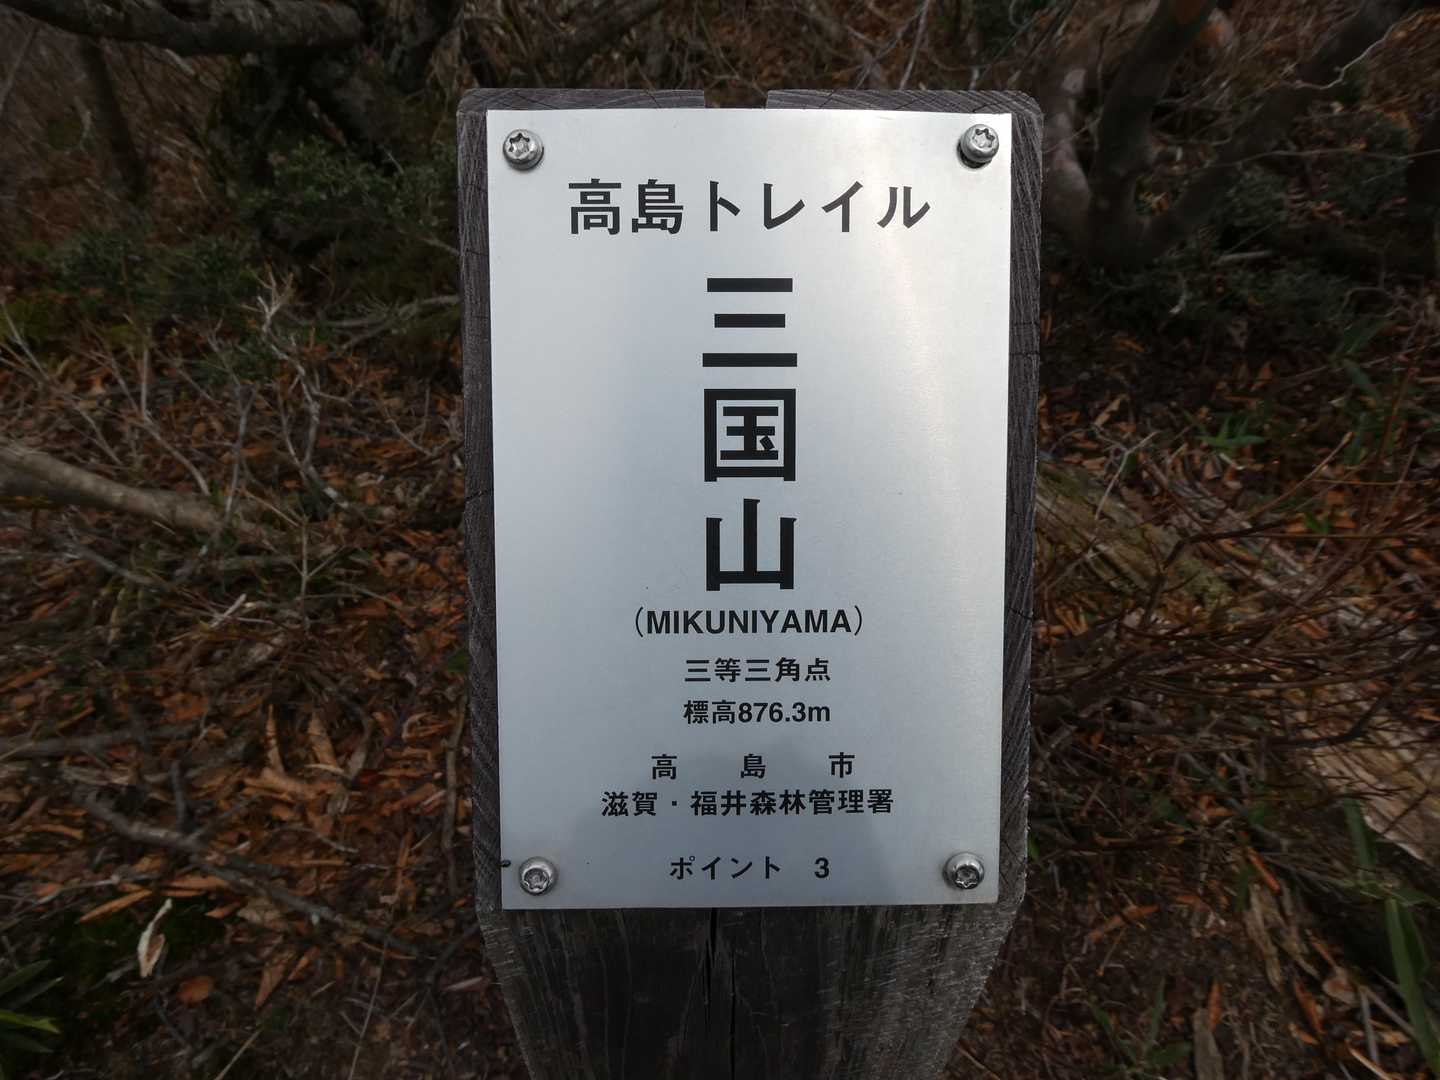 高島トレイル
三国山
（MIKUNIYAMA）
三等三角点
標高876.3m
高　島　市
滋賀・福井森林管理署
ポイント　3